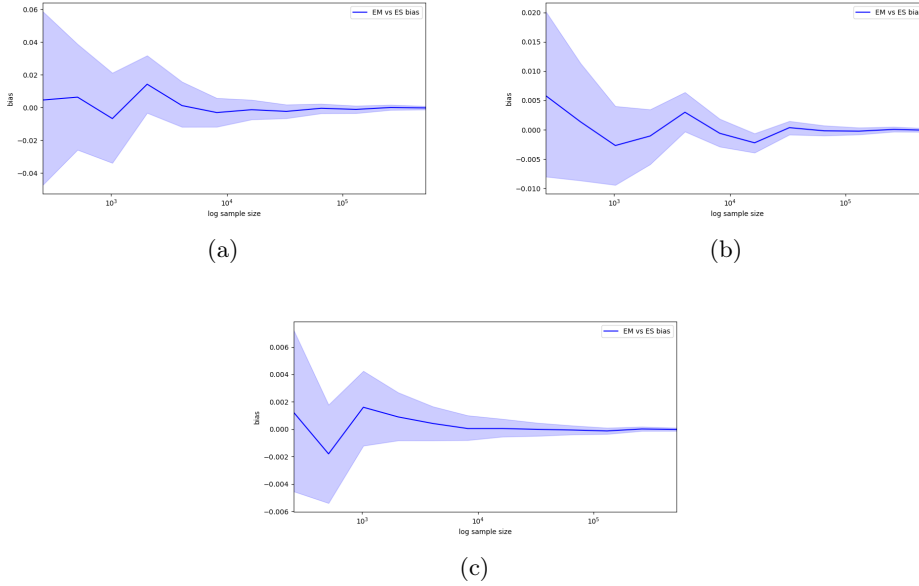 EM vs ES bias
0.06
0.04
0.02
0.00
−0.02
−0.04
bias
10³
10⁴
10⁵
log sample size
(a)
EM vs ES bias
0.020
0.015
0.010
0.005
0.000
−0.005
−0.010
bias
10³
10⁴
10⁵
log sample size
(b)
EM vs ES bias
0.006
0.004
0.002
0.000
−0.002
−0.004
−0.006
bias
10³
10⁴
10⁵
log sample size
(c)